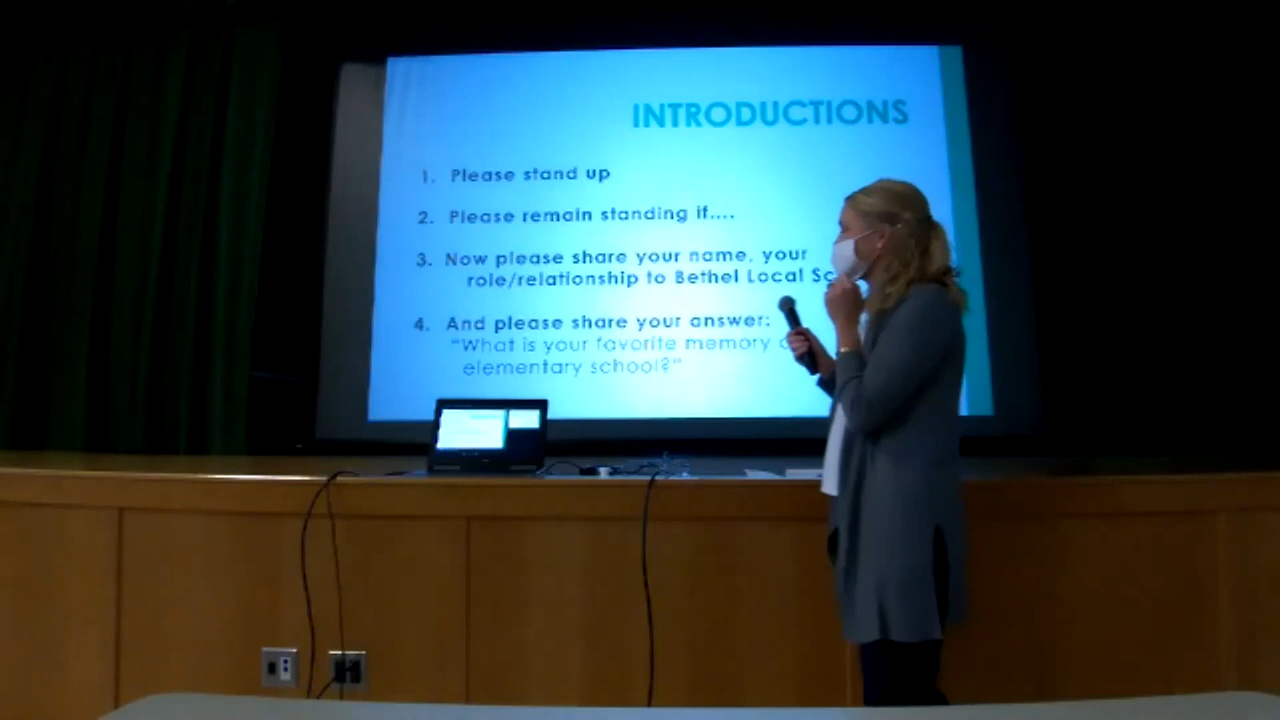 INTRODUCTIONS
1. Please stand up
2. Please remain standing if....
3. Now please share your name, your
role/relationship to Bethel Local
4. And please share your answer:
"What is your favorite memory
elementary school?"